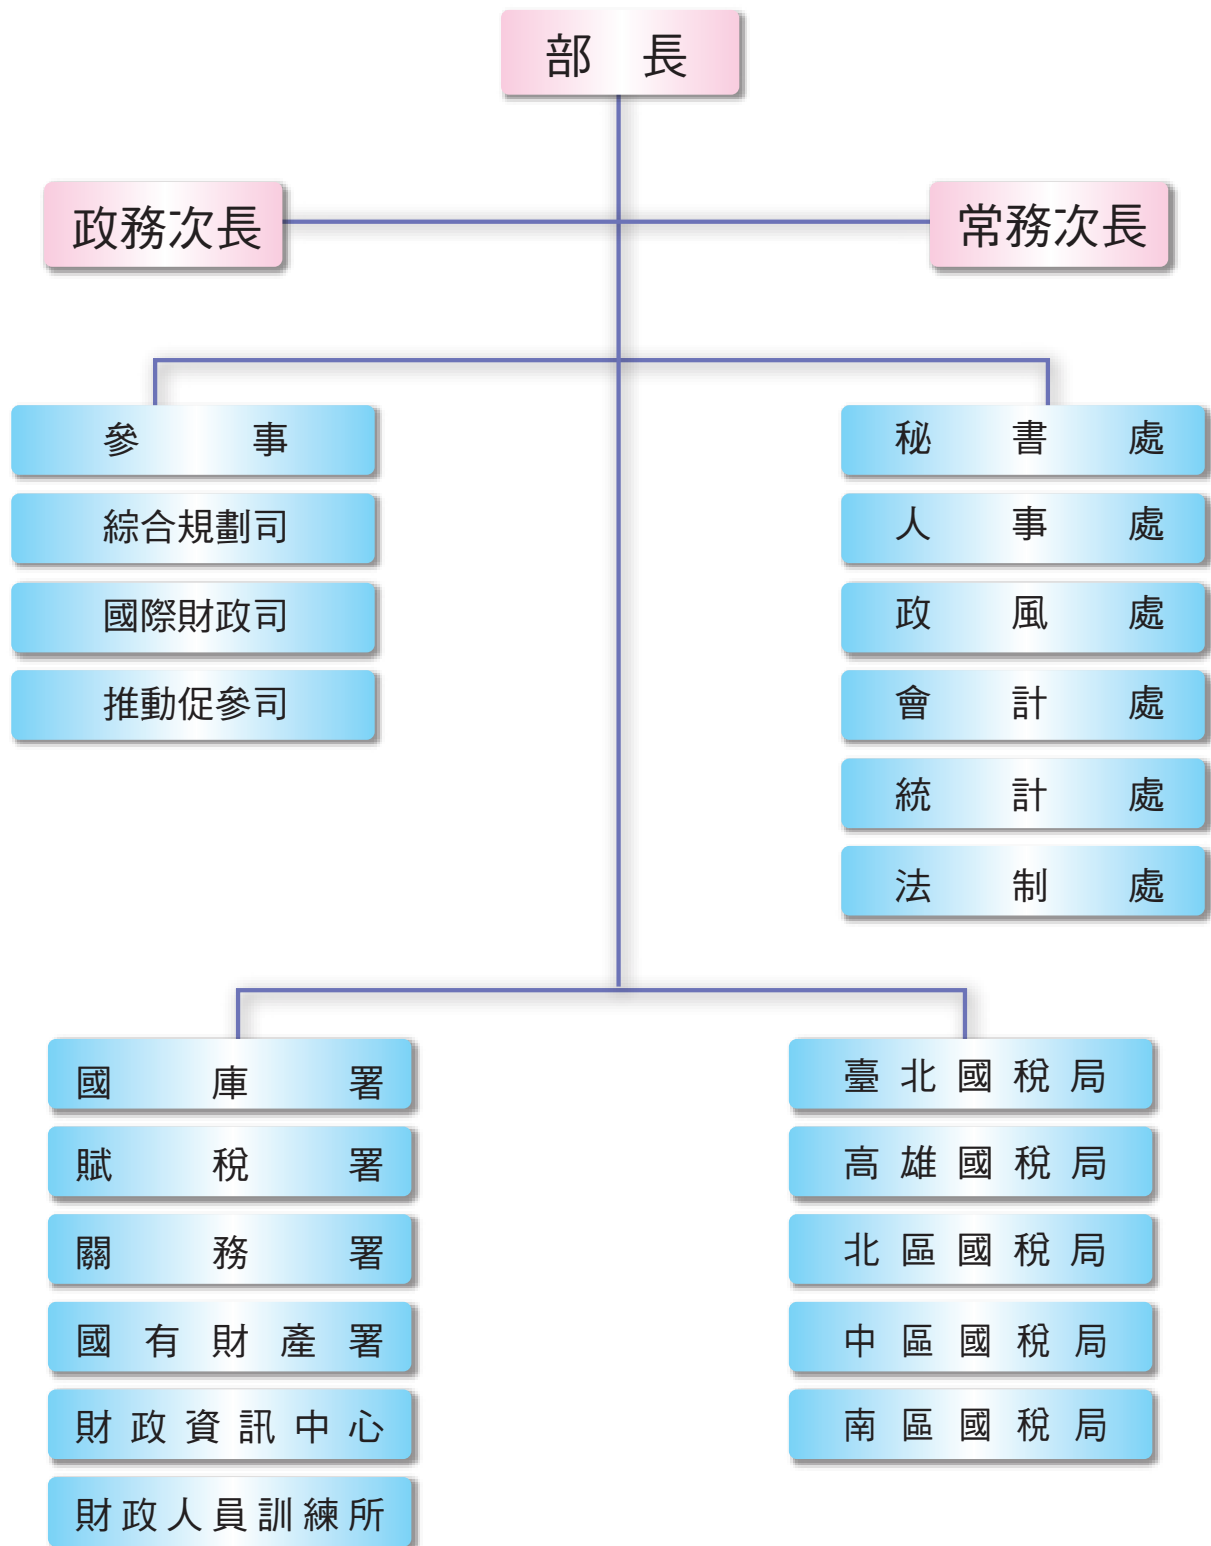 部長
政務次長
常務次長
參事
綜合規劃司
國際財政司
推動促參司
秘書處
人事處
政風處
會計處
統計處
法制處
國庫署
賦稅署
關務署
國有財產署
財政資訊中心
財政人員訓練所
臺北國稅局
高雄國稅局
北區國稅局
中區國稅局
南區國稅局